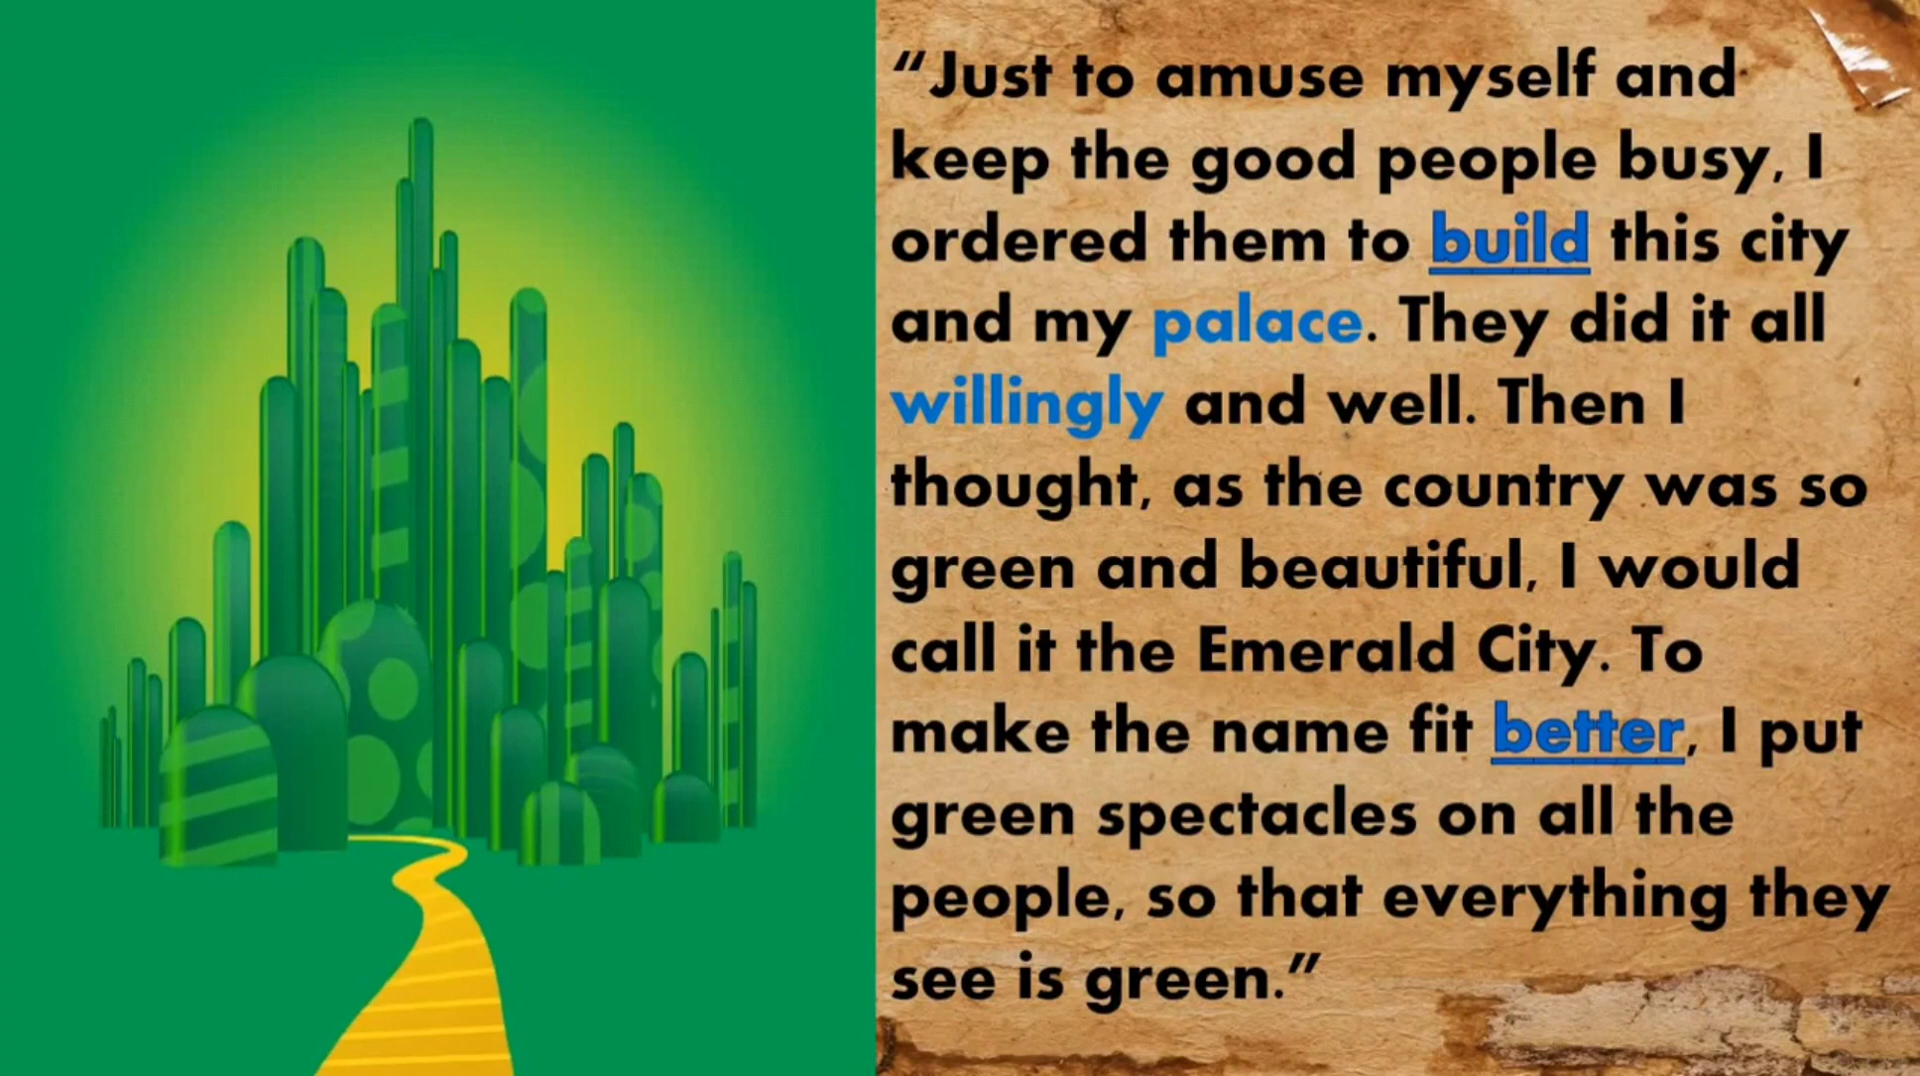 “Just to amuse myself and
keep the good people busy, I
ordered them to build this city
and my palace. They did it all
willingly and well. Then I
thought, as the country was so
green and beautiful, I would
call it the Emerald City. To
make the name fit better, I put
green spectacles on all the
people, so that everything they
see is green.”